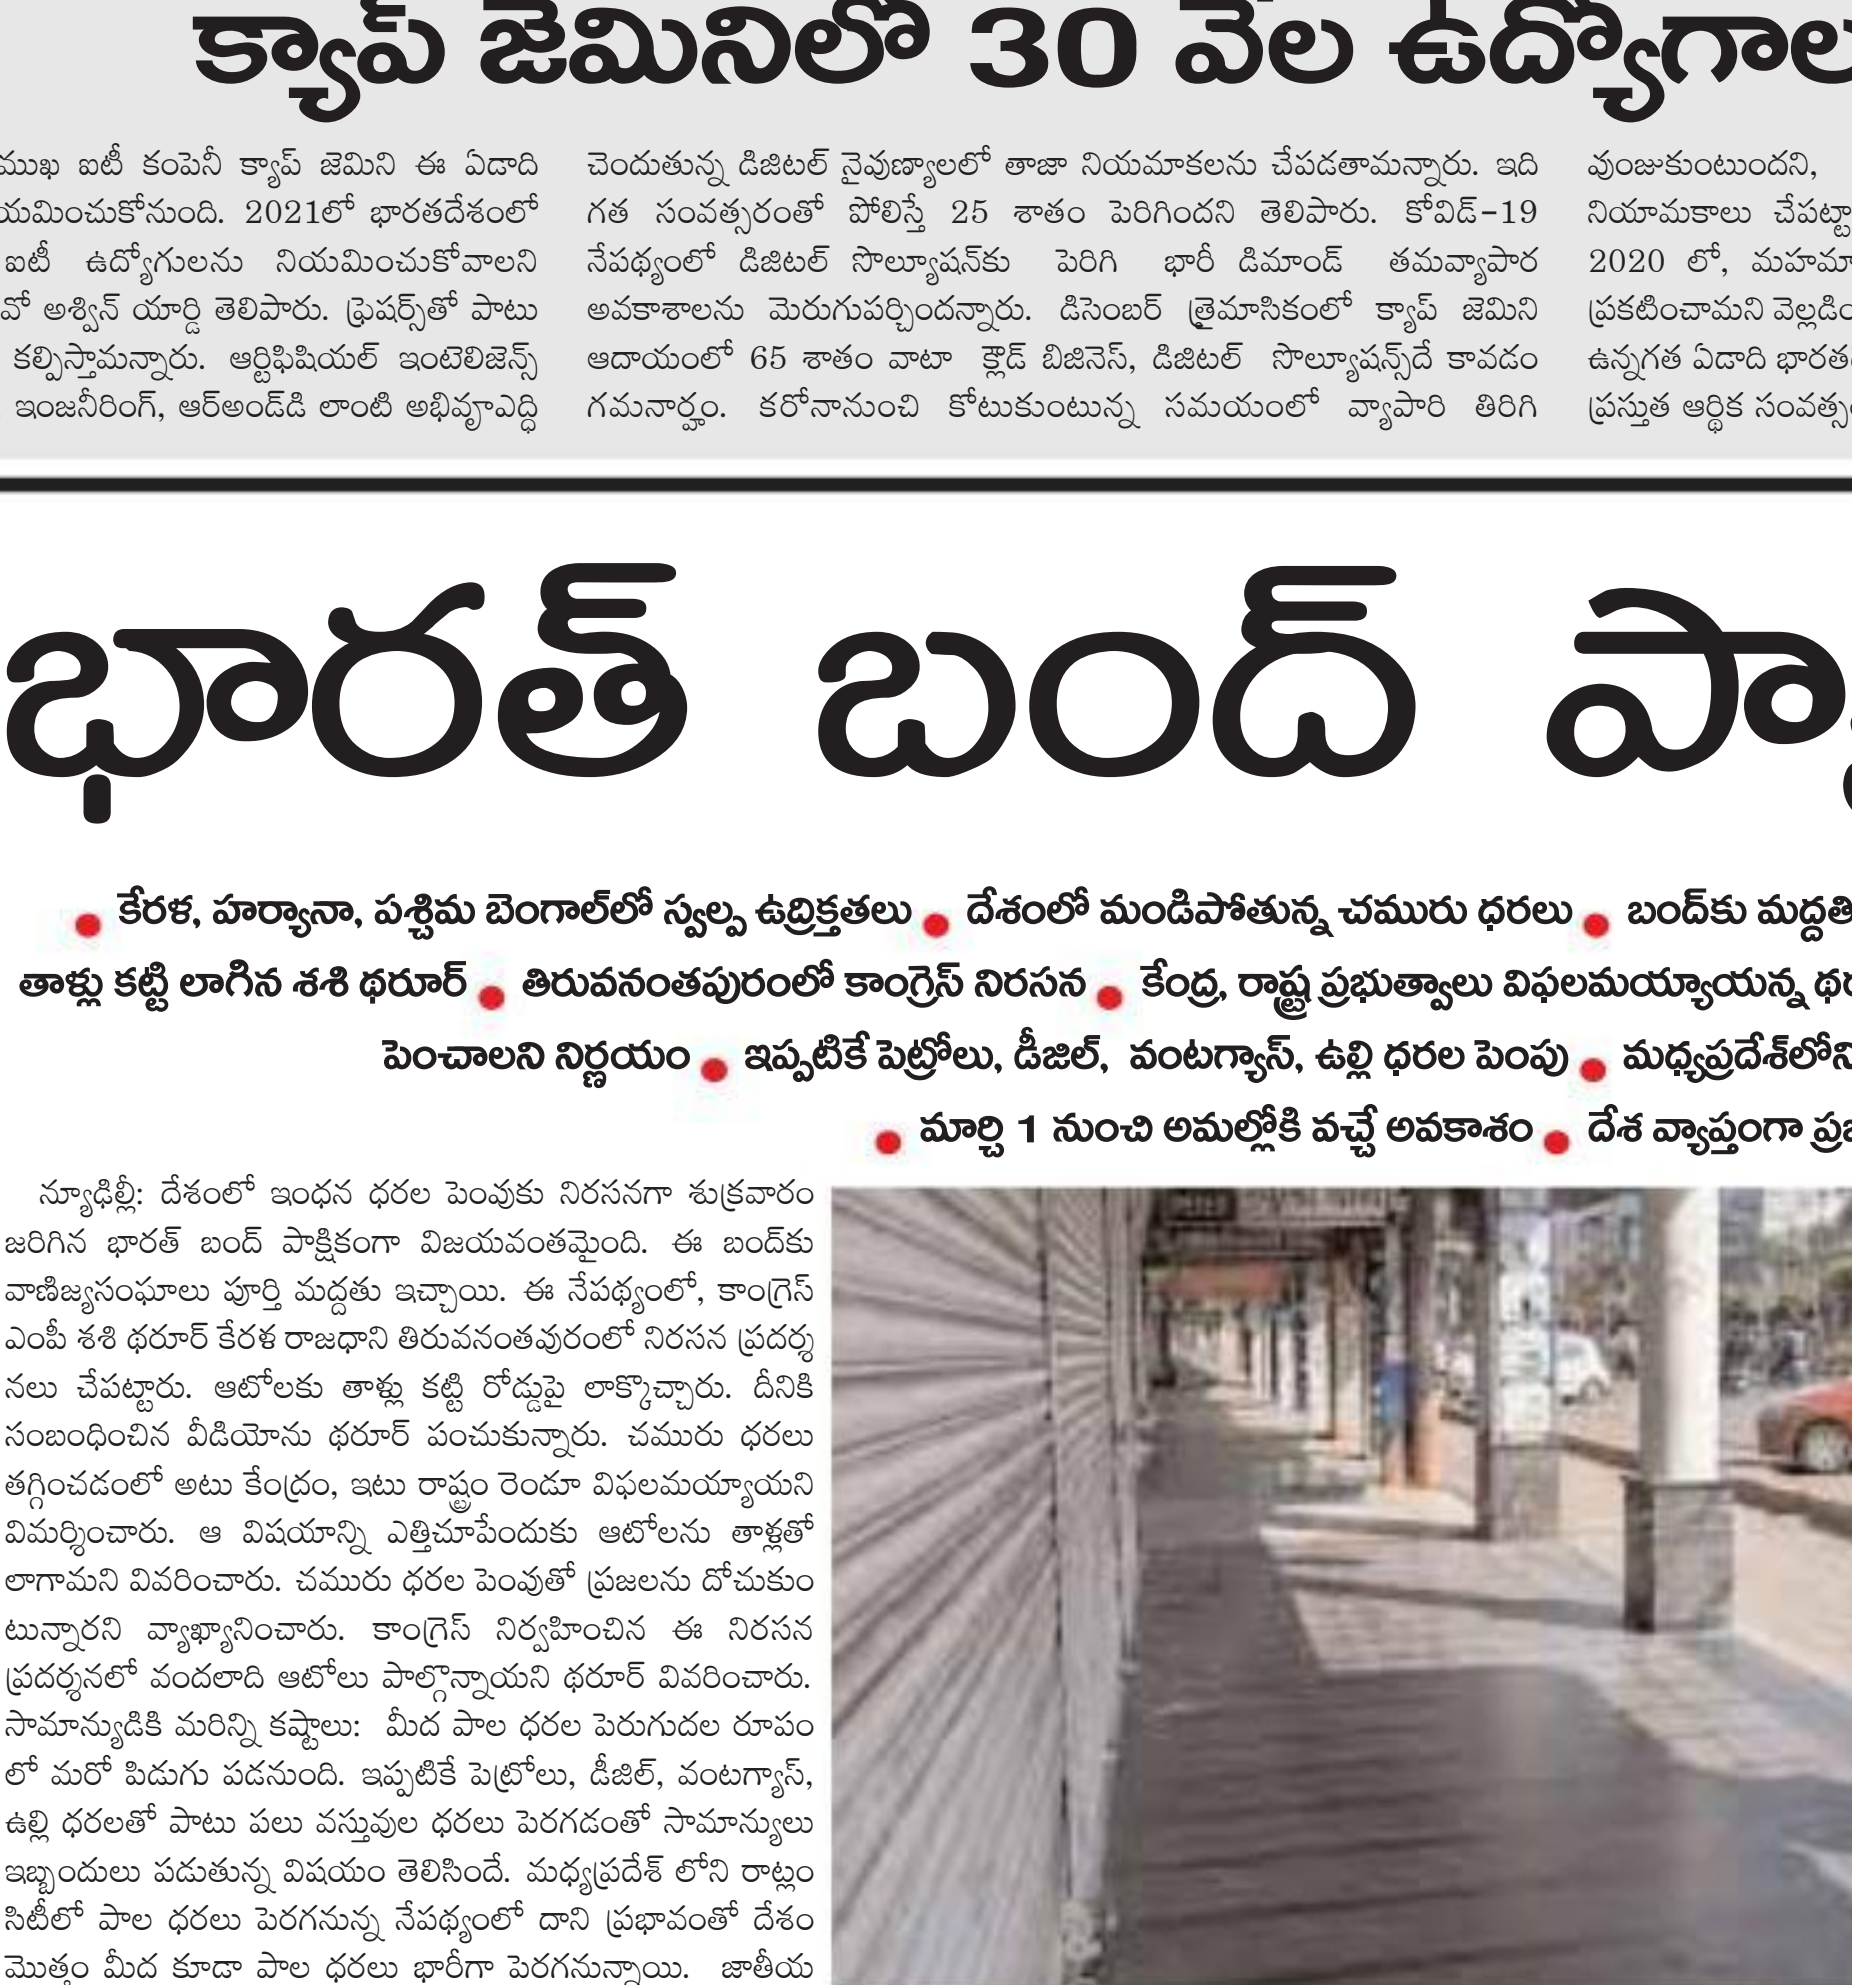 క్యాప్ జెమినిలో 30 వేల ఉద్యోగాల
ముఖ ఐటీ కంపెనీ క్యాప్ జెమిని ఈ ఏడాది
యమించుకోనుంది. 2021లో భారతదేశంలో
ఐటీ ఉద్యోగులను నియమించుకోవాలని
వో అశ్విన్ యార్డి తెలిపారు. ఫ్రెషర్స్‌తో పాటు
కల్పిస్తామన్నారు. ఆర్టిఫిషియల్ ఇంటెలిజెన్స్
ఇంజనీరింగ్, ఆర్అండ్‌డి లాంటి అభివృఎద్ధి
చెందుతున్న డిజిటల్ నైవుణ్యాలలో తాజా నియమాకలను చేపడతామన్నారు. ఇది
గత సంవత్సరంతో పోలిస్తే 25 శాతం పెరిగిందని తెలిపారు. కోవిడ్-19
నేపథ్యంలో డిజిటల్ సొల్యూషన్‌కు పెరిగి భారీ డిమాండ్ తమవ్యాపార
అవకాశాలను మెరుగుపర్చిందన్నారు. డిసెంబర్ త్రైమాసికంలో క్యాప్ జెమిని
ఆదాయంలో 65 శాతం వాటా క్లౌడ్ బిజినెస్, డిజిటల్ సొల్యూషన్స్‌దే కావడం
గమనార్హం. కరోనానుంచి కోటుకుంటున్న సమయంలో వ్యాపారి తిరిగి
వుంజుకుంటుందని,
నియామకాలు చేపట్టా
2020 లో, మహమా
ప్రకటించామని వెల్లడిం
ఉన్నగత ఏడాది భారత
ప్రస్తుత ఆర్థిక సంవత్స
భారత్ బంద్ పా
● కేరళ, హర్యానా, పశ్చిమ బెంగాల్‌లో స్వల్ప ఉద్రిక్తతలు ● దేశంలో మండిపోతున్న చమురు ధరలు ● బంద్‌కు మద్దతి
తాళ్లు కట్టి లాగిన శశి థరూర్ ● తిరువనంతపురంలో కాంగ్రెస్ నిరసన ● కేంద్ర, రాష్ట్ర ప్రభుత్వాలు విఫలమయ్యాయన్న థర
పెంచాలని నిర్ణయం ● ఇప్పటికే పెట్రోలు, డీజిల్, వంటగ్యాస్, ఉల్లి ధరల పెంపు ● మధ్యప్రదేశ్‌లోని
● మార్చి 1 నుంచి అమల్లోకి వచ్చే అవకాశం ● దేశ వ్యాప్తంగా ప్రజ
న్యూఢిల్లీ: దేశంలో ఇంధన ధరల పెంవుకు నిరసనగా శుక్రవారం
జరిగిన భారత్ బంద్ పాక్షికంగా విజయవంతమైంది. ఈ బంద్‌కు
వాణిజ్యసంఘాలు పూర్తి మద్దతు ఇచ్చాయి. ఈ నేపథ్యంలో, కాంగ్రెస్
ఎంపీ శశి థరూర్ కేరళ రాజధాని తిరువనంతవురంలో నిరసన ప్రదర్శ
నలు చేపట్టారు. ఆటోలకు తాళ్లు కట్టి రోడ్డుపై లాక్కొచ్చారు. దీనికి
సంబంధించిన వీడియోను థరూర్ పంచుకున్నారు. చమురు ధరలు
తగ్గించడంలో అటు కేంద్రం, ఇటు రాష్ట్రం రెండూ విఫలమయ్యాయని
విమర్శించారు. ఆ విషయాన్ని ఎత్తిచూపేందుకు ఆటోలను తాళ్లతో
లాగామని వివరించారు. చమురు ధరల పెంవుతో ప్రజలను దోచుకుం
టున్నారని వ్యాఖ్యానించారు. కాంగ్రెస్ నిర్వహించిన ఈ నిరసన
ప్రదర్శనలో వందలాది ఆటోలు పాల్గొన్నాయని థరూర్ వివరించారు.
సామాన్యుడికి మరిన్ని కష్టాలు: మీద పాల ధరల పెరుగుదల రూపం
లో మరో పిడుగు పడనుంది. ఇప్పటికే పెట్రోలు, డీజిల్, వంటగ్యాస్,
ఉల్లి ధరలతో పాటు పలు వస్తువుల ధరలు పెరగడంతో సామాన్యులు
ఇబ్బందులు పడుతున్న విషయం తెలిసిందే. మధ్యప్రదేశ్ లోని రాట్లం
సిటీలో పాల ధరలు పెరగనున్న నేపథ్యంలో దాని ప్రభావంతో దేశం
మొత్తం మీద కూడా పాల ధరలు భారీగా పెరగనున్నాయి. జాతీయ